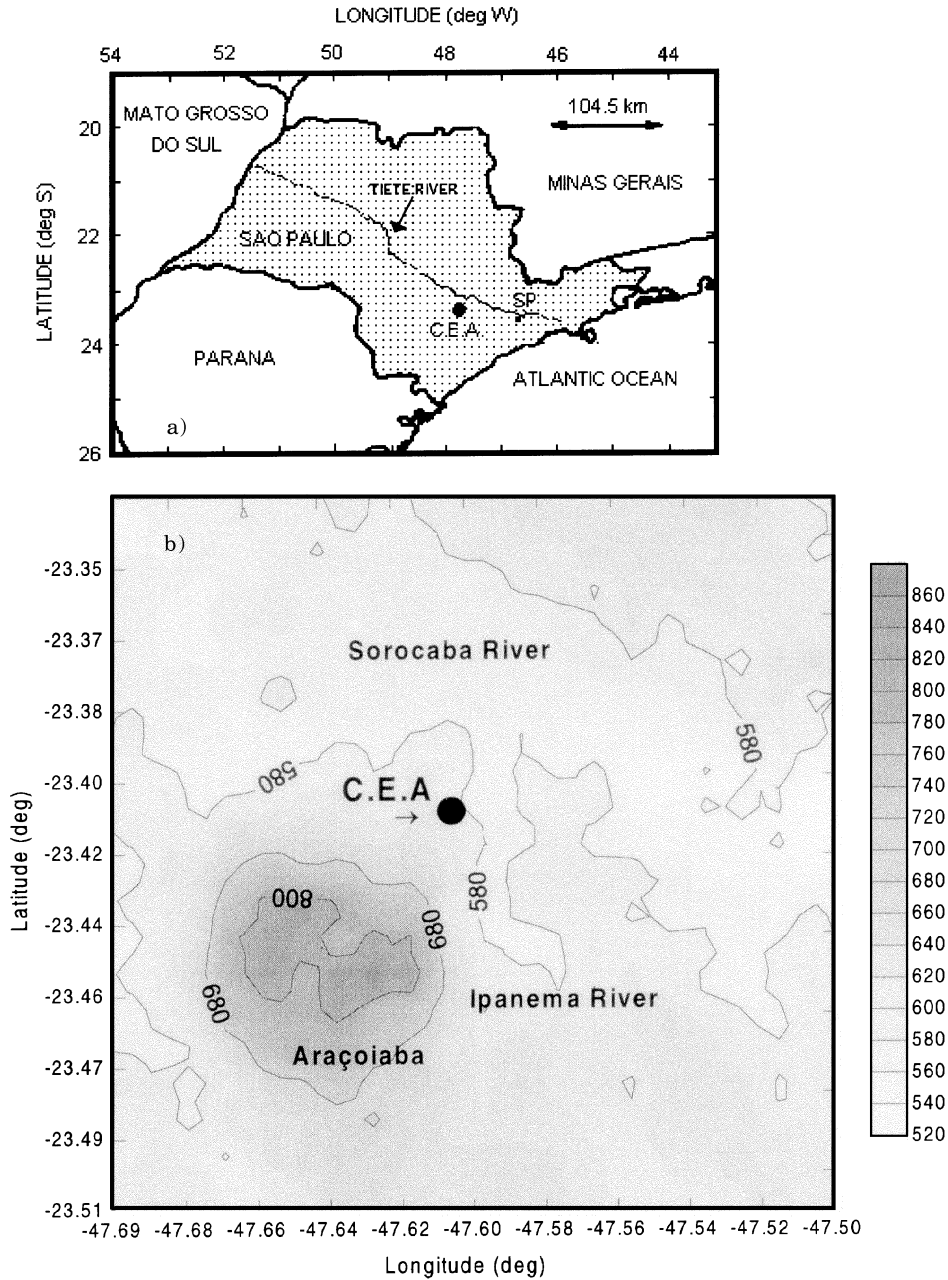 LONGITUDE (deg W)
54 52 50 48 46 44
104.5 km
MATO GROSSO
DO SUL
20
MINAS GERAIS
TIETE RIVER
LATITUDE (deg S)
22
SAO PAULO
SP
C.E.A
24
PARANA
ATLANTIC OCEAN
a)
26
b)
-23.35
860
840
Sorocaba River
-23.37
820
800
780
-23.38
760
580
740
580
-23.40
C.E.A
720
→
Latitude (deg)
-23.42
700
680
580
800
660
-23.44
680
640
620
-23.46
Ipanema River
680
600
Araçoiaba
-23.47
580
560
540
-23.49
520
-23.51
-47.69 -47.67 -47.66 -47.64 -47.62 -47.60 -47.58 -47.56 -47.54 -47.52 -47.50
Longitude (deg)